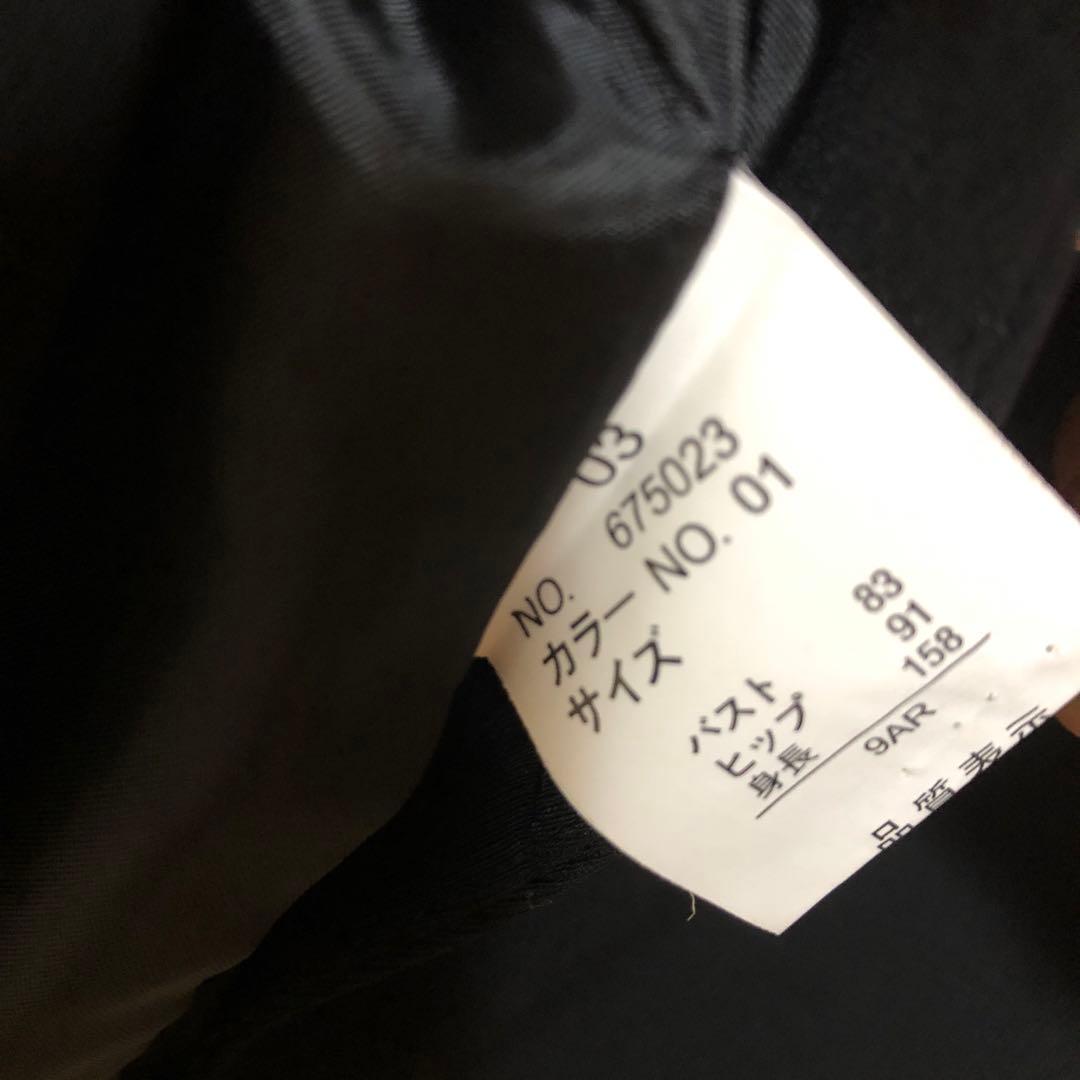 03
NO. 675023
カラー NO. 01
サイズ
バスト 83
ヒップ 91
身長 158
9AR
品質表示